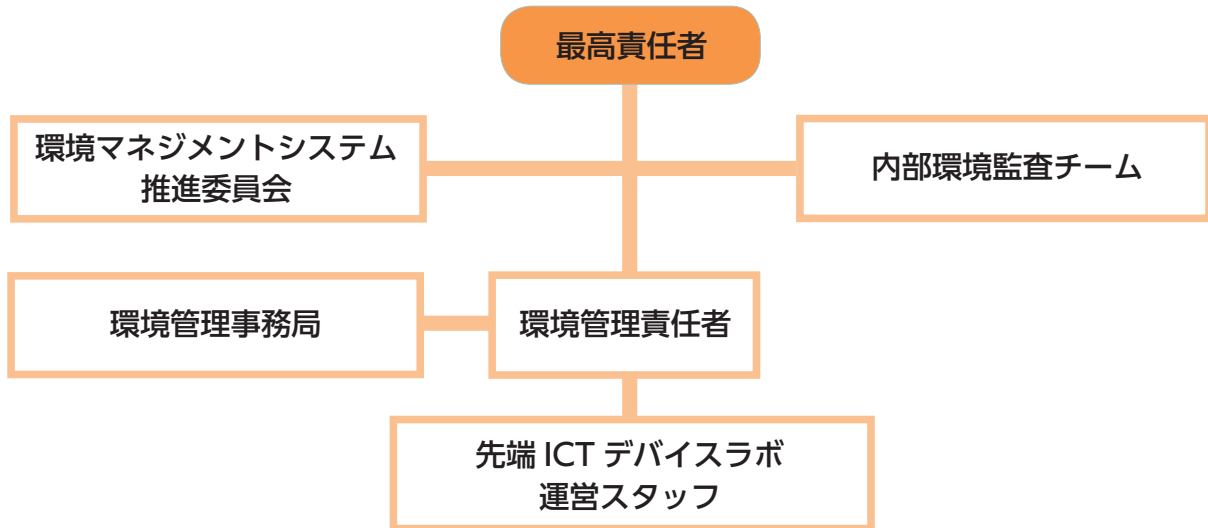 最高責任者
環境マネジメントシステム
推進委員会
内部環境監査チーム
環境管理事務局
環境管理責任者
先端 ICT デバイスラボ
運営スタッフ